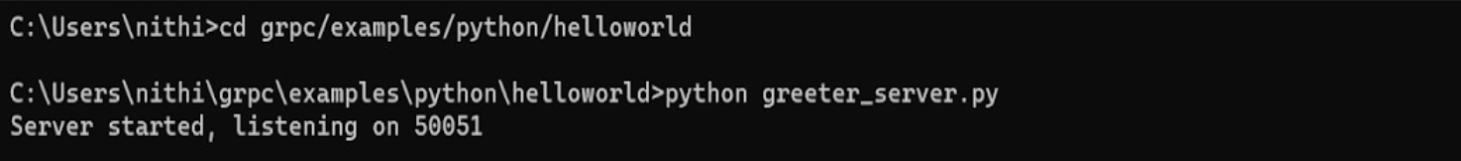 C:\Users\nithi>cd grpc/examples/python/helloworld
C:\Users\nithi\grpc\examples\python\helloworld>python greeter_server.py
Server started, listening on 50051